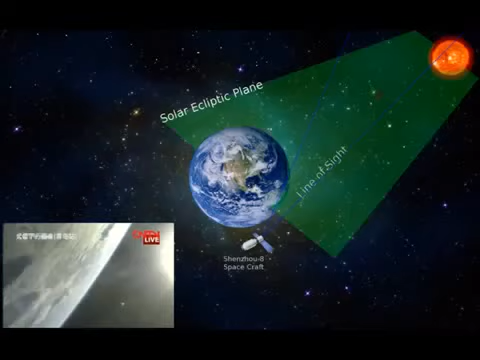 Solar Ecliptic Plane
Line of Sight
Shenzhou-8
Space Craft
LIVE